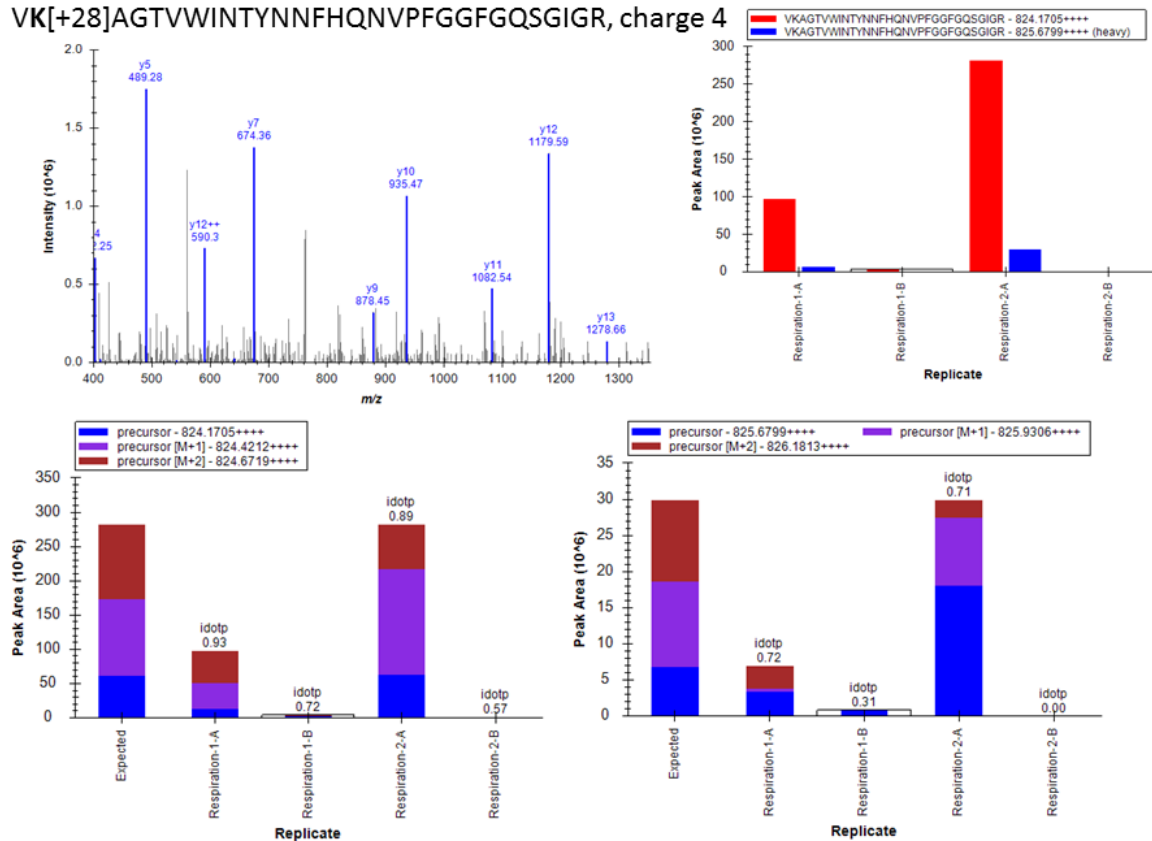 VK[+28]AGTVWINTYNNFHQNVPFGGFGQSGIGR, charge 4
2.0
1.5
1.0
0.5
0.0
Intensity (10^6)
4
2.25
y5
489.28
y12++
590.3
y7
674.36
y9
878.45
y10
935.47
y11
1082.54
y12
1179.59
y13
1278.66
400 500 600 700 800 900 1000 1100 1200 1300
m/z
VKAGTVWINTYNNFHQNVPFGGFGQSGIGR - 824.1705++++
VKAGTVWINTYNNFHQNVPFGGFGQSGIGR - 825.6799++++ (heavy)
300
250
200
150
100
50
0
Peak Area (10^6)
Respiration-1-A
Respiration-1-B
Respiration-2-A
Respiration-2-B
Replicate
precursor - 824.1705++++
precursor [M+1] - 824.4212++++
precursor [M+2] - 824.6719++++
350
300
250
200
150
100
50
0
Peak Area (10^6)
idotp
0.93
idotp
0.72
idotp
0.89
idotp
0.57
Expected
Respiration-1-A
Respiration-1-B
Respiration-2-A
Respiration-2-B
Replicate
precursor - 825.6799++++
precursor [M+1] - 825.9306++++
precursor [M+2] - 826.1813++++
35
30
25
20
15
10
5
0
Peak Area (10^6)
idotp
0.72
idotp
0.31
idotp
0.71
idotp
0.00
Expected
Respiration-1-A
Respiration-1-B
Respiration-2-A
Respiration-2-B
Replicate